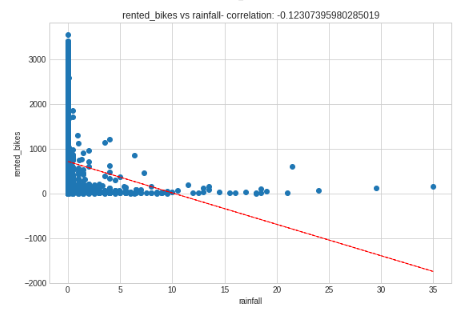 rented_bikes vs rainfall- correlation: -0.12307395980285019
3000
2000
1000
0
−1000
−2000
rented_bikes
0 5 10 15 20 25 30 35
rainfall